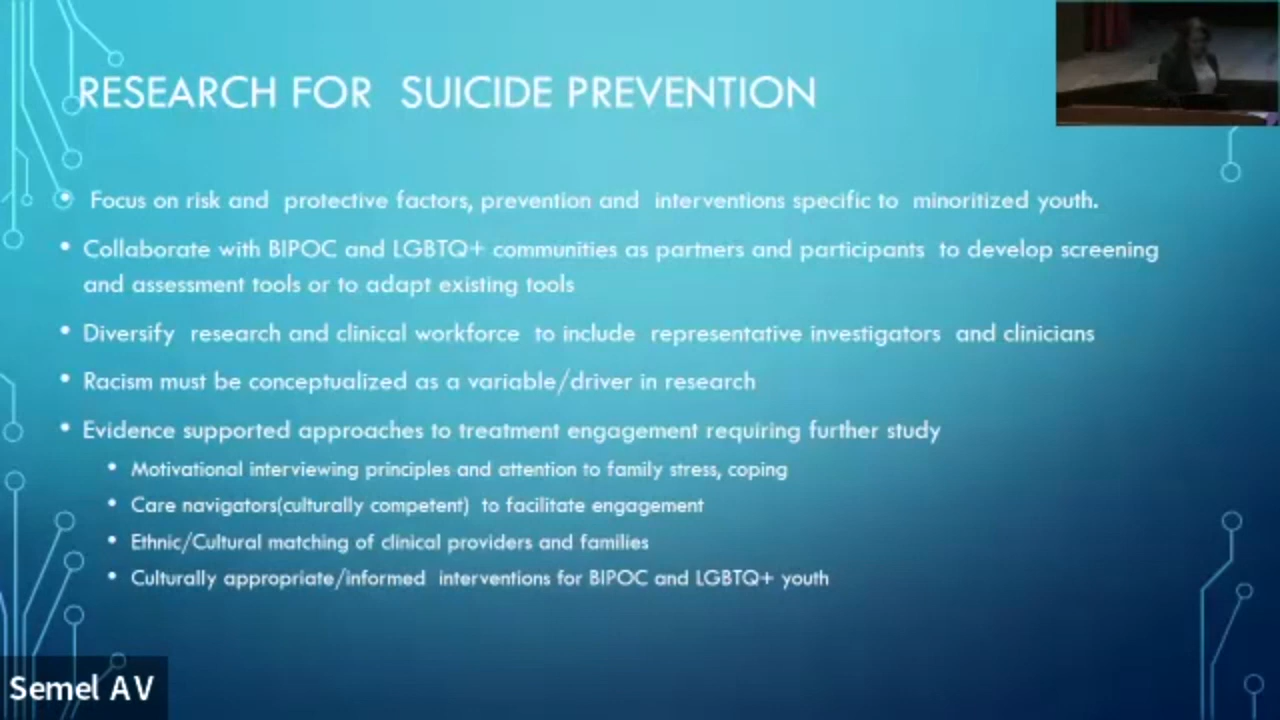 RESEARCH FOR SUICIDE PREVENTION
• Focus on risk and protective factors, prevention and interventions specific to minoritized youth.
• Collaborate with BIPOC and LGBTQ+ communities as partners and participants to develop screening
and assessment tools or to adapt existing tools
• Diversify research and clinical workforce to include representative investigators and clinicians
• Racism must be conceptualized as a variable/driver in research
• Evidence supported approaches to treatment engagement requiring further study
• Motivational interviewing principles and attention to family stress, coping
• Care navigators(culturally competent) to facilitate engagement
• Ethnic/Cultural matching of clinical providers and families
• Culturally appropriate/informed interventions for BIPOC and LGBTQ+ youth
Semel AV